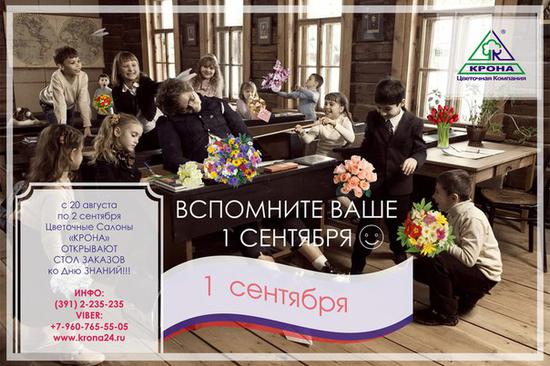 КРОНА
Цветочная Компания
ВСПОМНИТЕ ВАШЕ
1 СЕНТЯБРЯ
1 сентября
с 20 августа
по 2 сентября
Цветочные Салоны
«КРОНА»
ОТКРЫВАЮТ
СТОЛ ЗАКАЗОВ
ко Дню ЗНАНИЙ!!!
ИНФО:
(391) 2-235-235
VIBER:
+7-960-765-55-05
www.krona24.ru